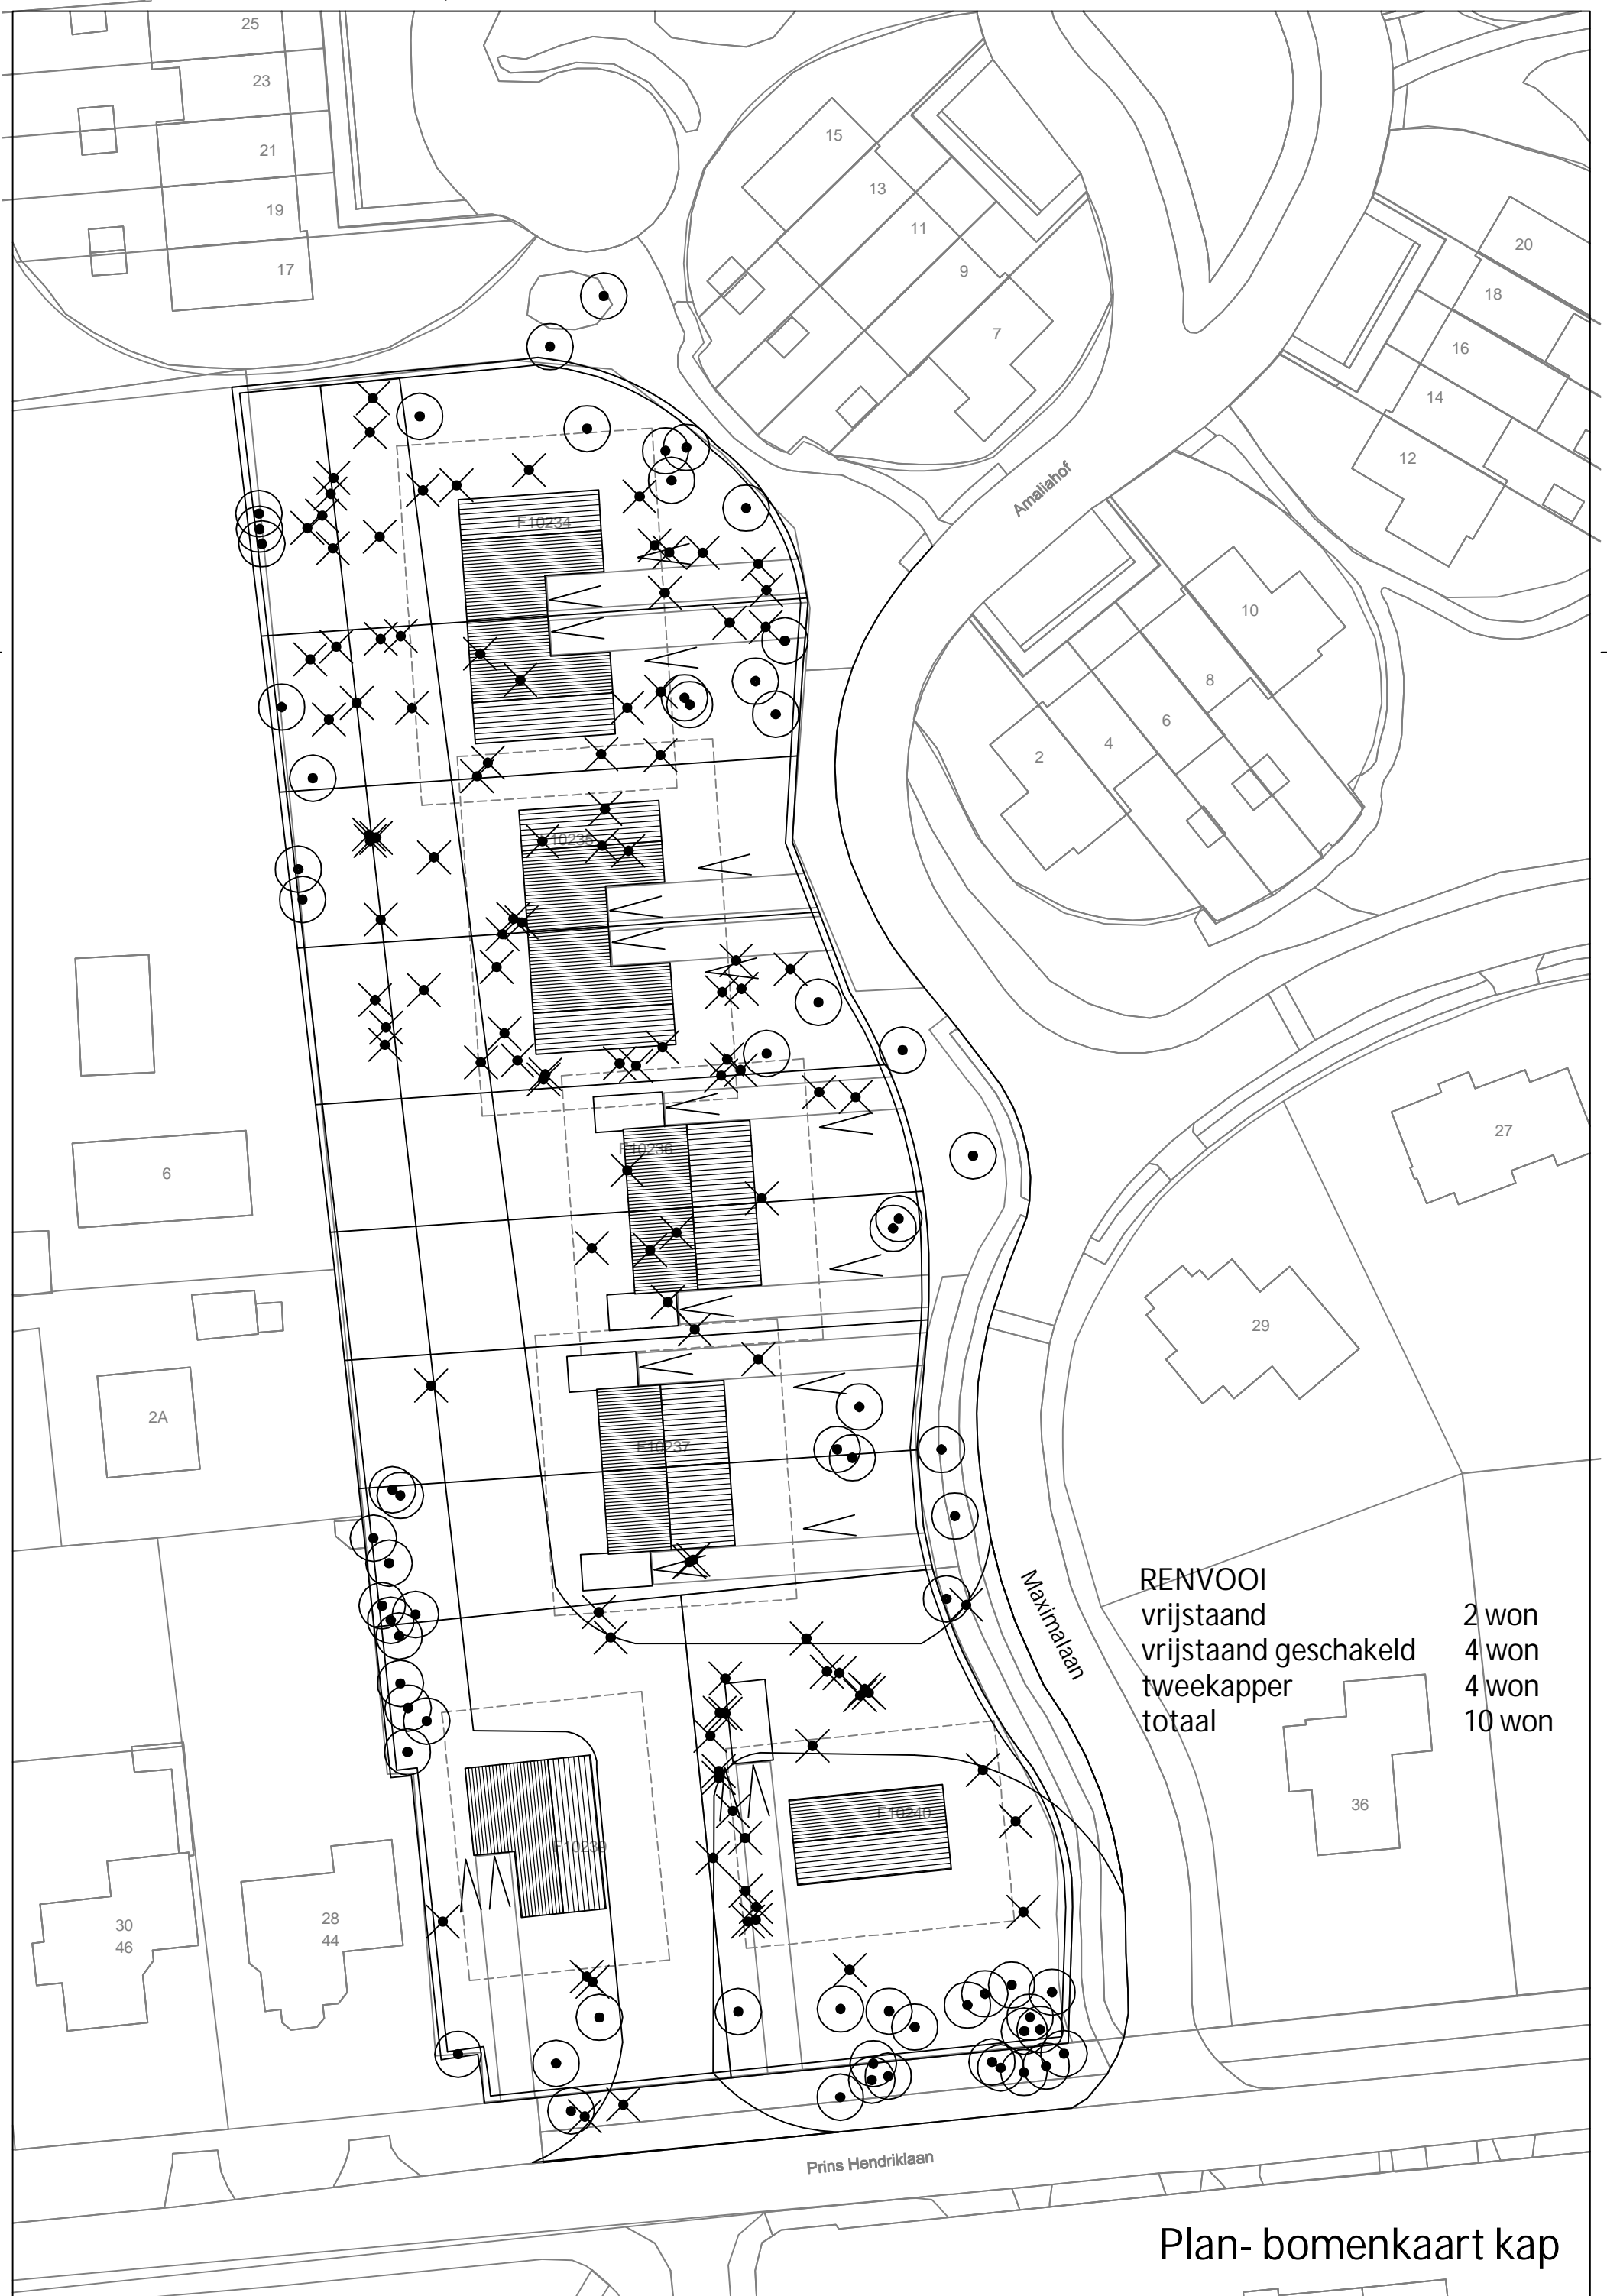 25
23
21
19
17
15
13
11
9
7
20
18
16
14
12
Amaliahof
10
8
6
4
2
F10234
F10235
F10236
F10237
F10239
F10240
6
2A
27
29
36
30
46
28
44
Maximalaan
RENVOOI
vrijstaand 2 won
vrijstaand geschakeld 4 won
tweekapper 4 won
totaal 10 won
Prins Hendriklaan
Plan- bomenkaart kap